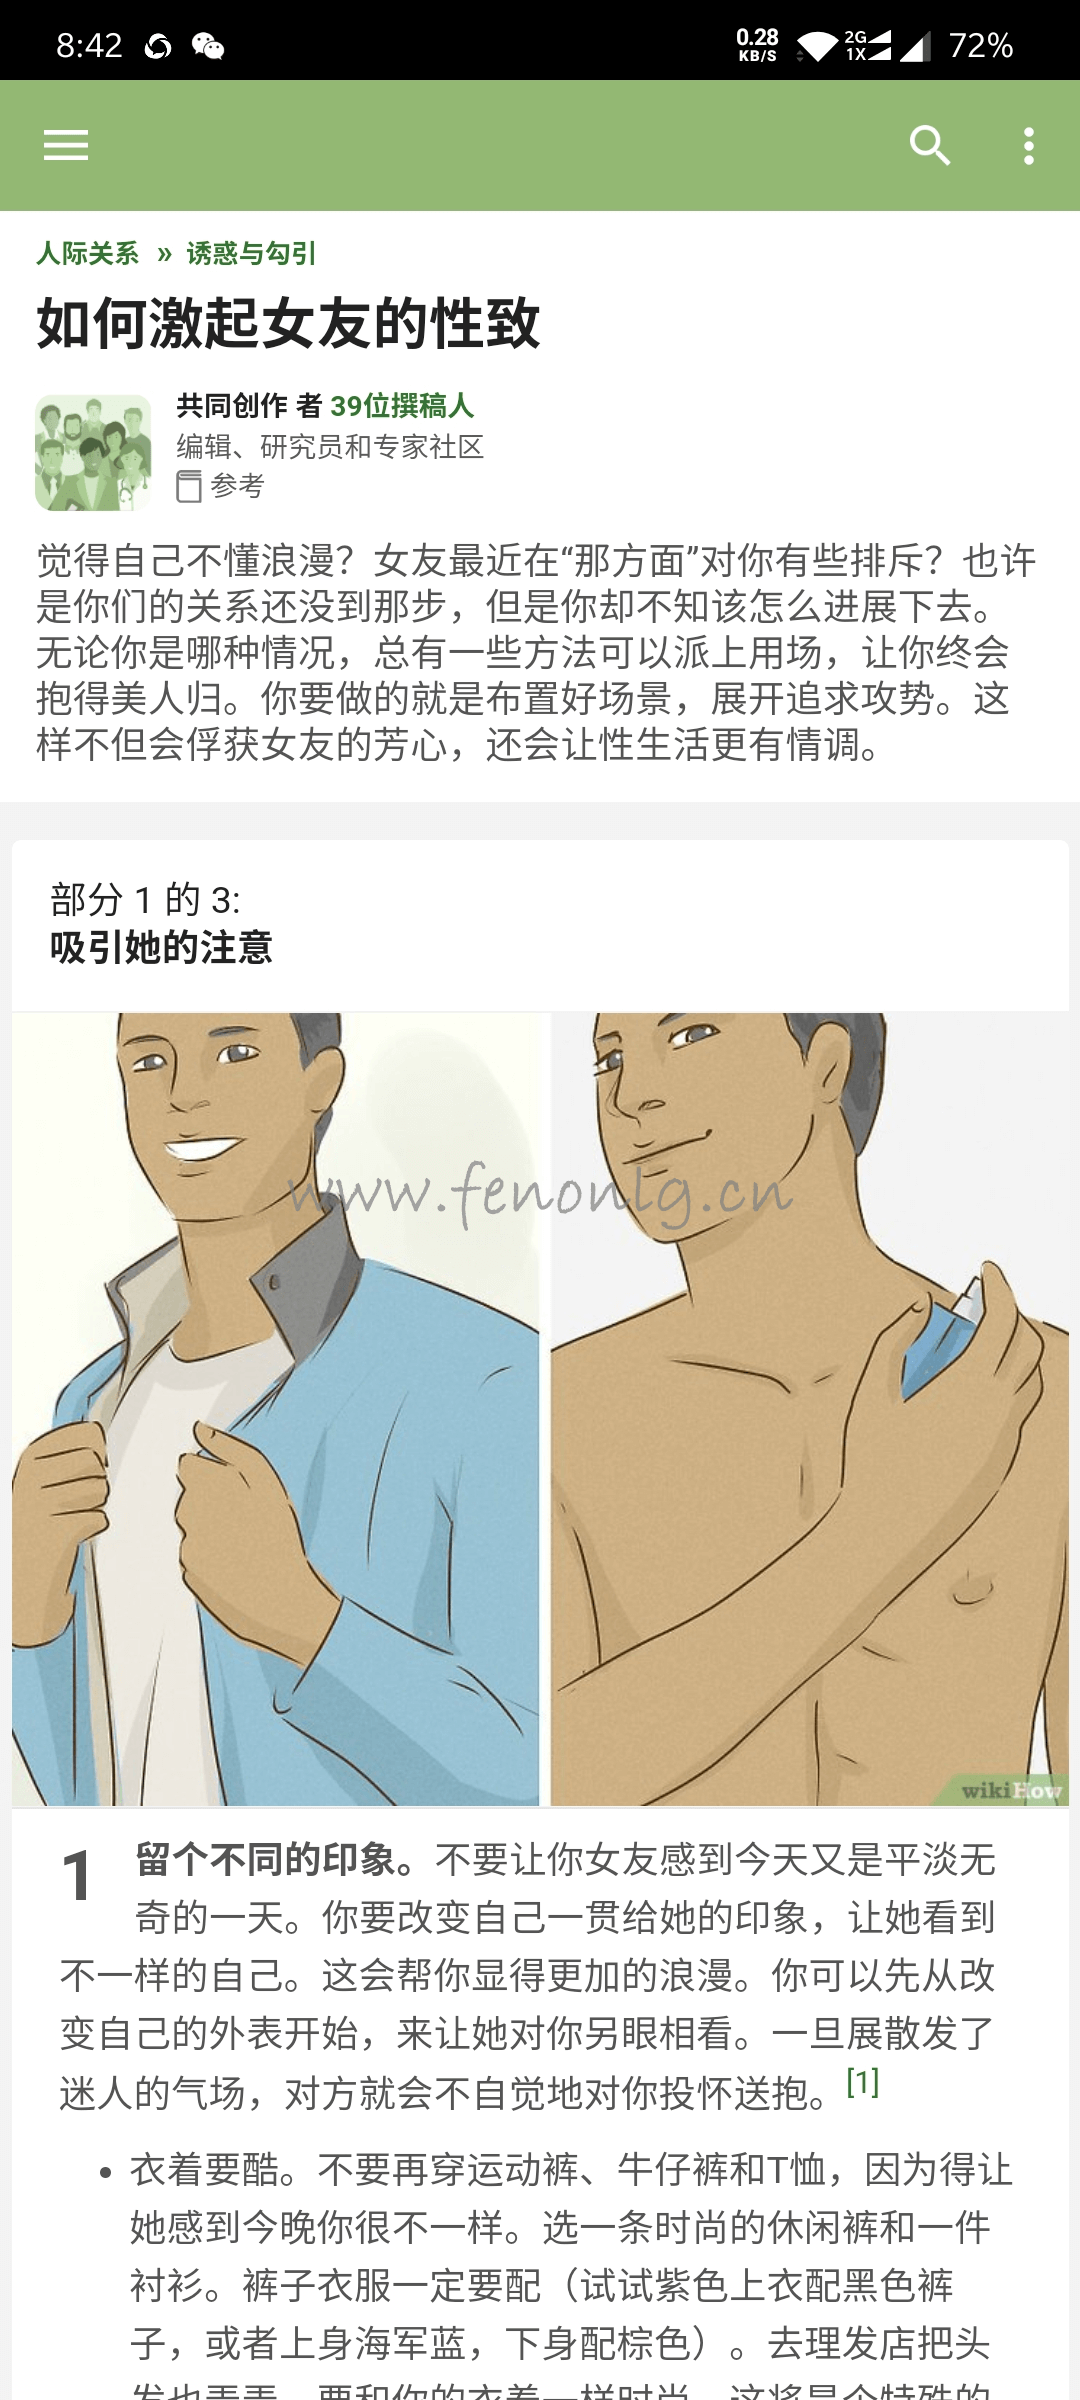 8:42
0.28
KB/S
2G
1X
72%
人际关系 » 诱惑与勾引
如何激起女友的性致
共同创作 者 39位撰稿人
编辑、研究员和专家社区
参考
觉得自己不懂浪漫？女友最近在“那方面”对你有些排斥？也许
是你们的关系还没到那步，但是你却不知该怎么进展下去。
无论你是哪种情况，总有一些方法可以派上用场，让你终会
抱得美人归。你要做的就是布置好场景，展开追求攻势。这
样不但会俘获女友的芳心，还会让性生活更有情调。
部分 1 的 3:
吸引她的注意
www.fenonlg.cn
wikiHow
1 留个不同的印象。不要让你女友感到今天又是平淡无
奇的一天。你要改变自己一贯给她的印象，让她看到
不一样的自己。这会帮你显得更加的浪漫。你可以先从改
变自己的外表开始，来让她对你另眼相看。一旦展散发了
迷人的气场，对方就会不自觉地对你投怀送抱。[1]
• 衣着要酷。不要再穿运动裤、牛仔裤和T恤，因为得让
她感到今晚你很不一样。选一条时尚的休闲裤和一件
衬衫。裤子衣服一定要配（试试紫色上衣配黑色裤
子，或者上身海军蓝，下身配棕色）。去理发店把头